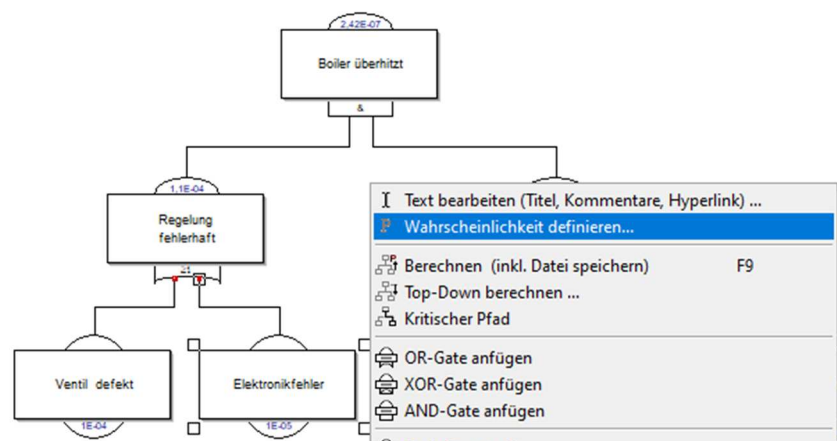 2,42E-07
Boiler überhitzt
&
1,1E-04
Regelung
fehlerhaft
≥1
Ventil defekt
1E-04
Elektronikfehler
1E-05
Text bearbeiten (Titel, Kommentare, Hyperlink) ...
Wahrscheinlichkeit definieren...
Berechnen (inkl. Datei speichern) F9
Top-Down berechnen ...
Kritischer Pfad
OR-Gate anfügen
XOR-Gate anfügen
AND-Gate anfügen